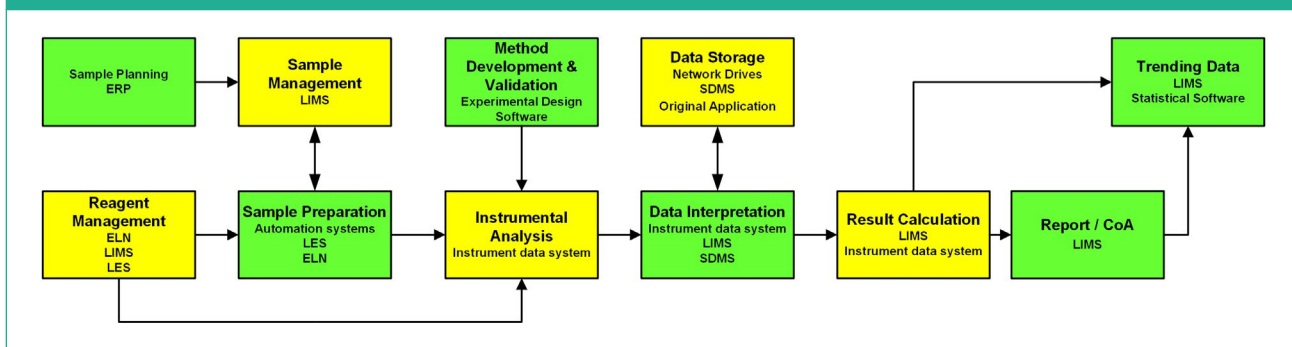 Sample Planning
ERP
Sample
Management
LIMS
Method
Development &
Validation
Experimental Design
Software
Data Storage
Network Drives
SDMS
Original Application
Trending Data
LIMS
Statistical Software
Reagent
Management
ELN
LIMS
LES
Sample Preparation
Automation systems
LES
ELN
Instrumental
Analysis
Instrument data system
Data Interpretation
Instrument data system
LIMS
SDMS
Result Calculation
LIMS
Instrument data system
Report / CoA
LIMS